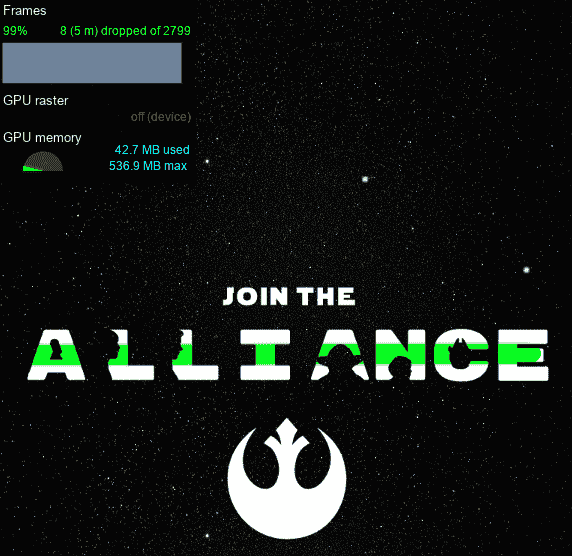 Frames
99% 8 (5 m) dropped of 2799
GPU raster
off (device)
GPU memory
42.7 MB used
536.9 MB max
JOIN THE
ALLIANCE